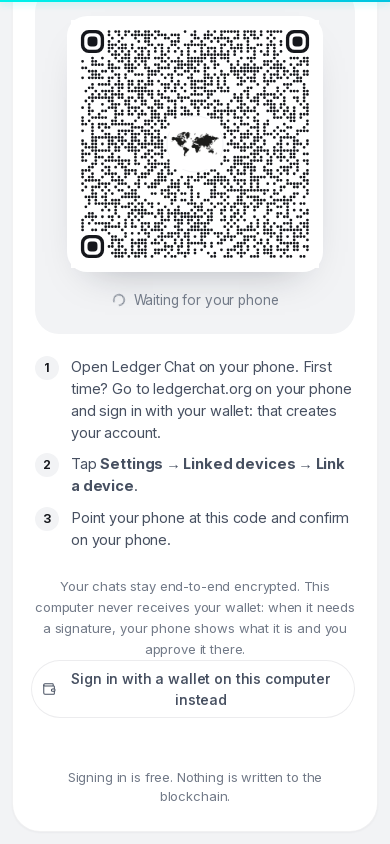 Waiting for your phone
1 Open Ledger Chat on your phone. First
time? Go to ledgerchat.org on your phone
and sign in with your wallet: that creates
your account.
2 Tap Settings → Linked devices → Link
a device.
3 Point your phone at this code and confirm
on your phone.
Your chats stay end-to-end encrypted. This
computer never receives your wallet: when it needs
a signature, your phone shows what it is and you
approve it there.
Sign in with a wallet on this computer
instead
Signing in is free. Nothing is written to the
blockchain.